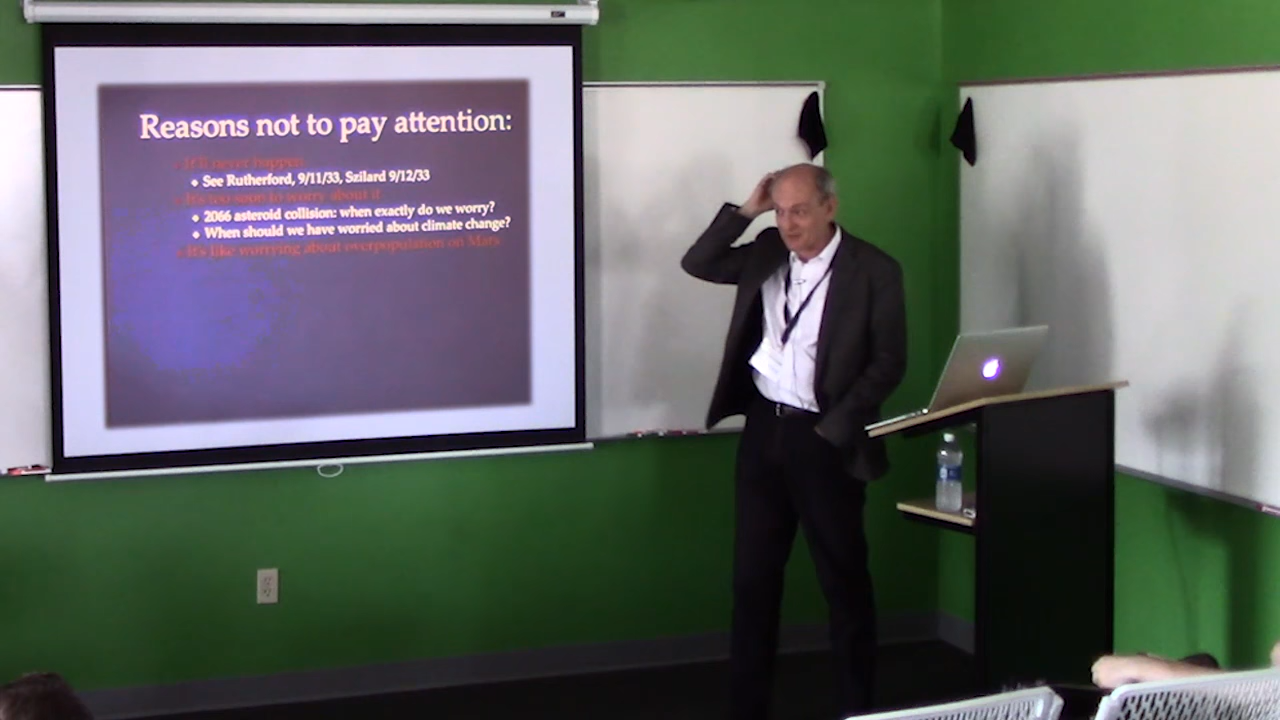 Reasons not to pay attention:
It'll never happen
See Rutherford, 9/11/33, Szilard 9/12/33
It's too soon to worry about it
2066 asteroid collision: when exactly do we worry?
When should we have worried about climate change?
It's like worrying about overpopulation on Mars